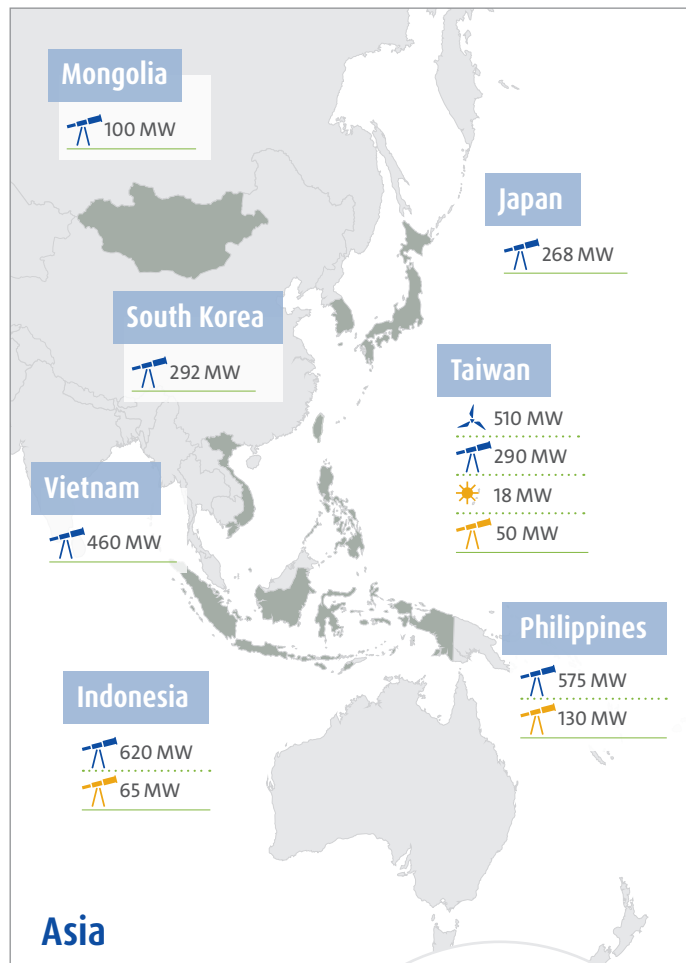 Mongolia
100 MW
Japan
268 MW
South Korea
292 MW
Taiwan
510 MW
290 MW
18 MW
50 MW
Vietnam
460 MW
Philippines
575 MW
130 MW
Indonesia
620 MW
65 MW
Asia